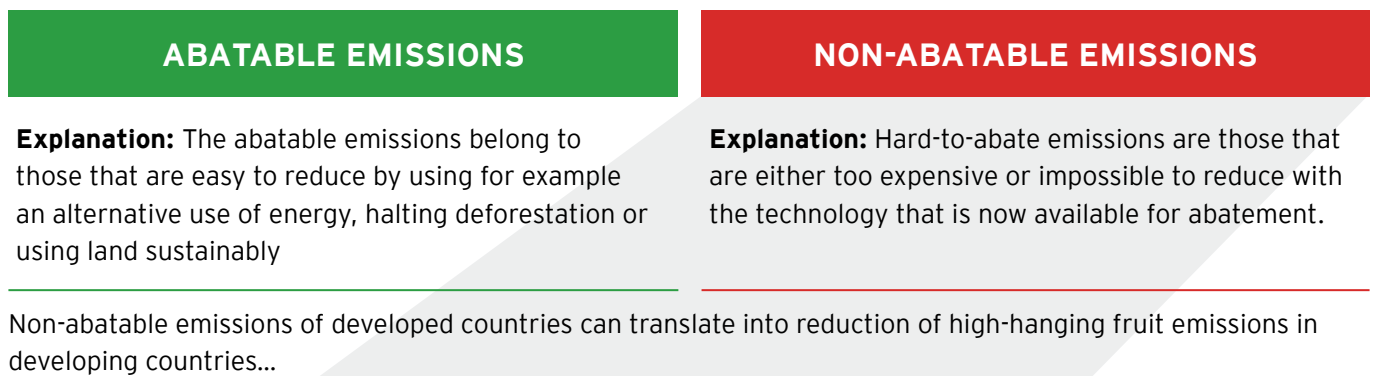 ABATABLE EMISSIONS
Explanation: The abatable emissions belong to
those that are easy to reduce by using for example
an alternative use of energy, halting deforestation or
using land sustainably
NON-ABATABLE EMISSIONS
Explanation: Hard-to-abate emissions are those that
are either too expensive or impossible to reduce with
the technology that is now available for abatement.
Non-abatable emissions of developed countries can translate into reduction of high-hanging fruit emissions in
developing countries...